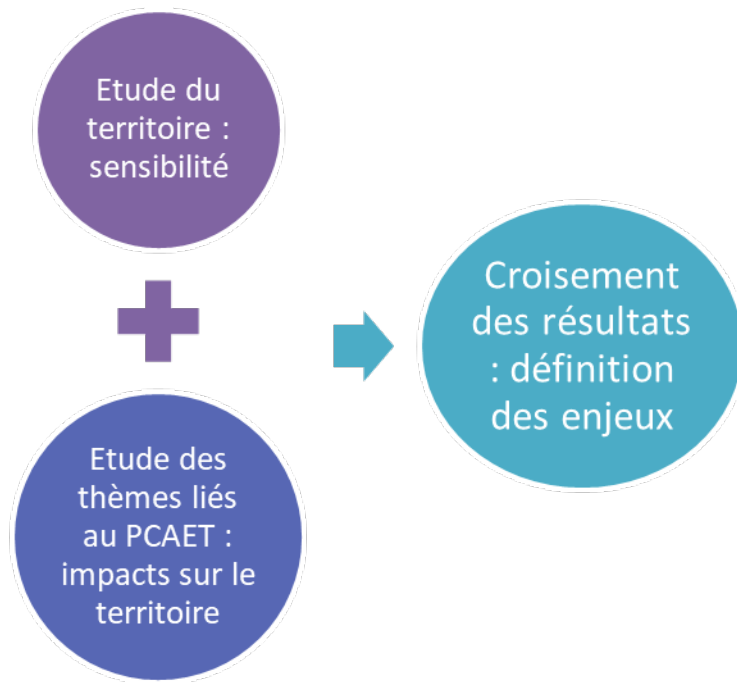 Etude du
territoire :
sensibilité
Etude des
thèmes liés
au PCAET :
impacts sur le
territoire
Croisement
des résultats
: définition
des enjeux